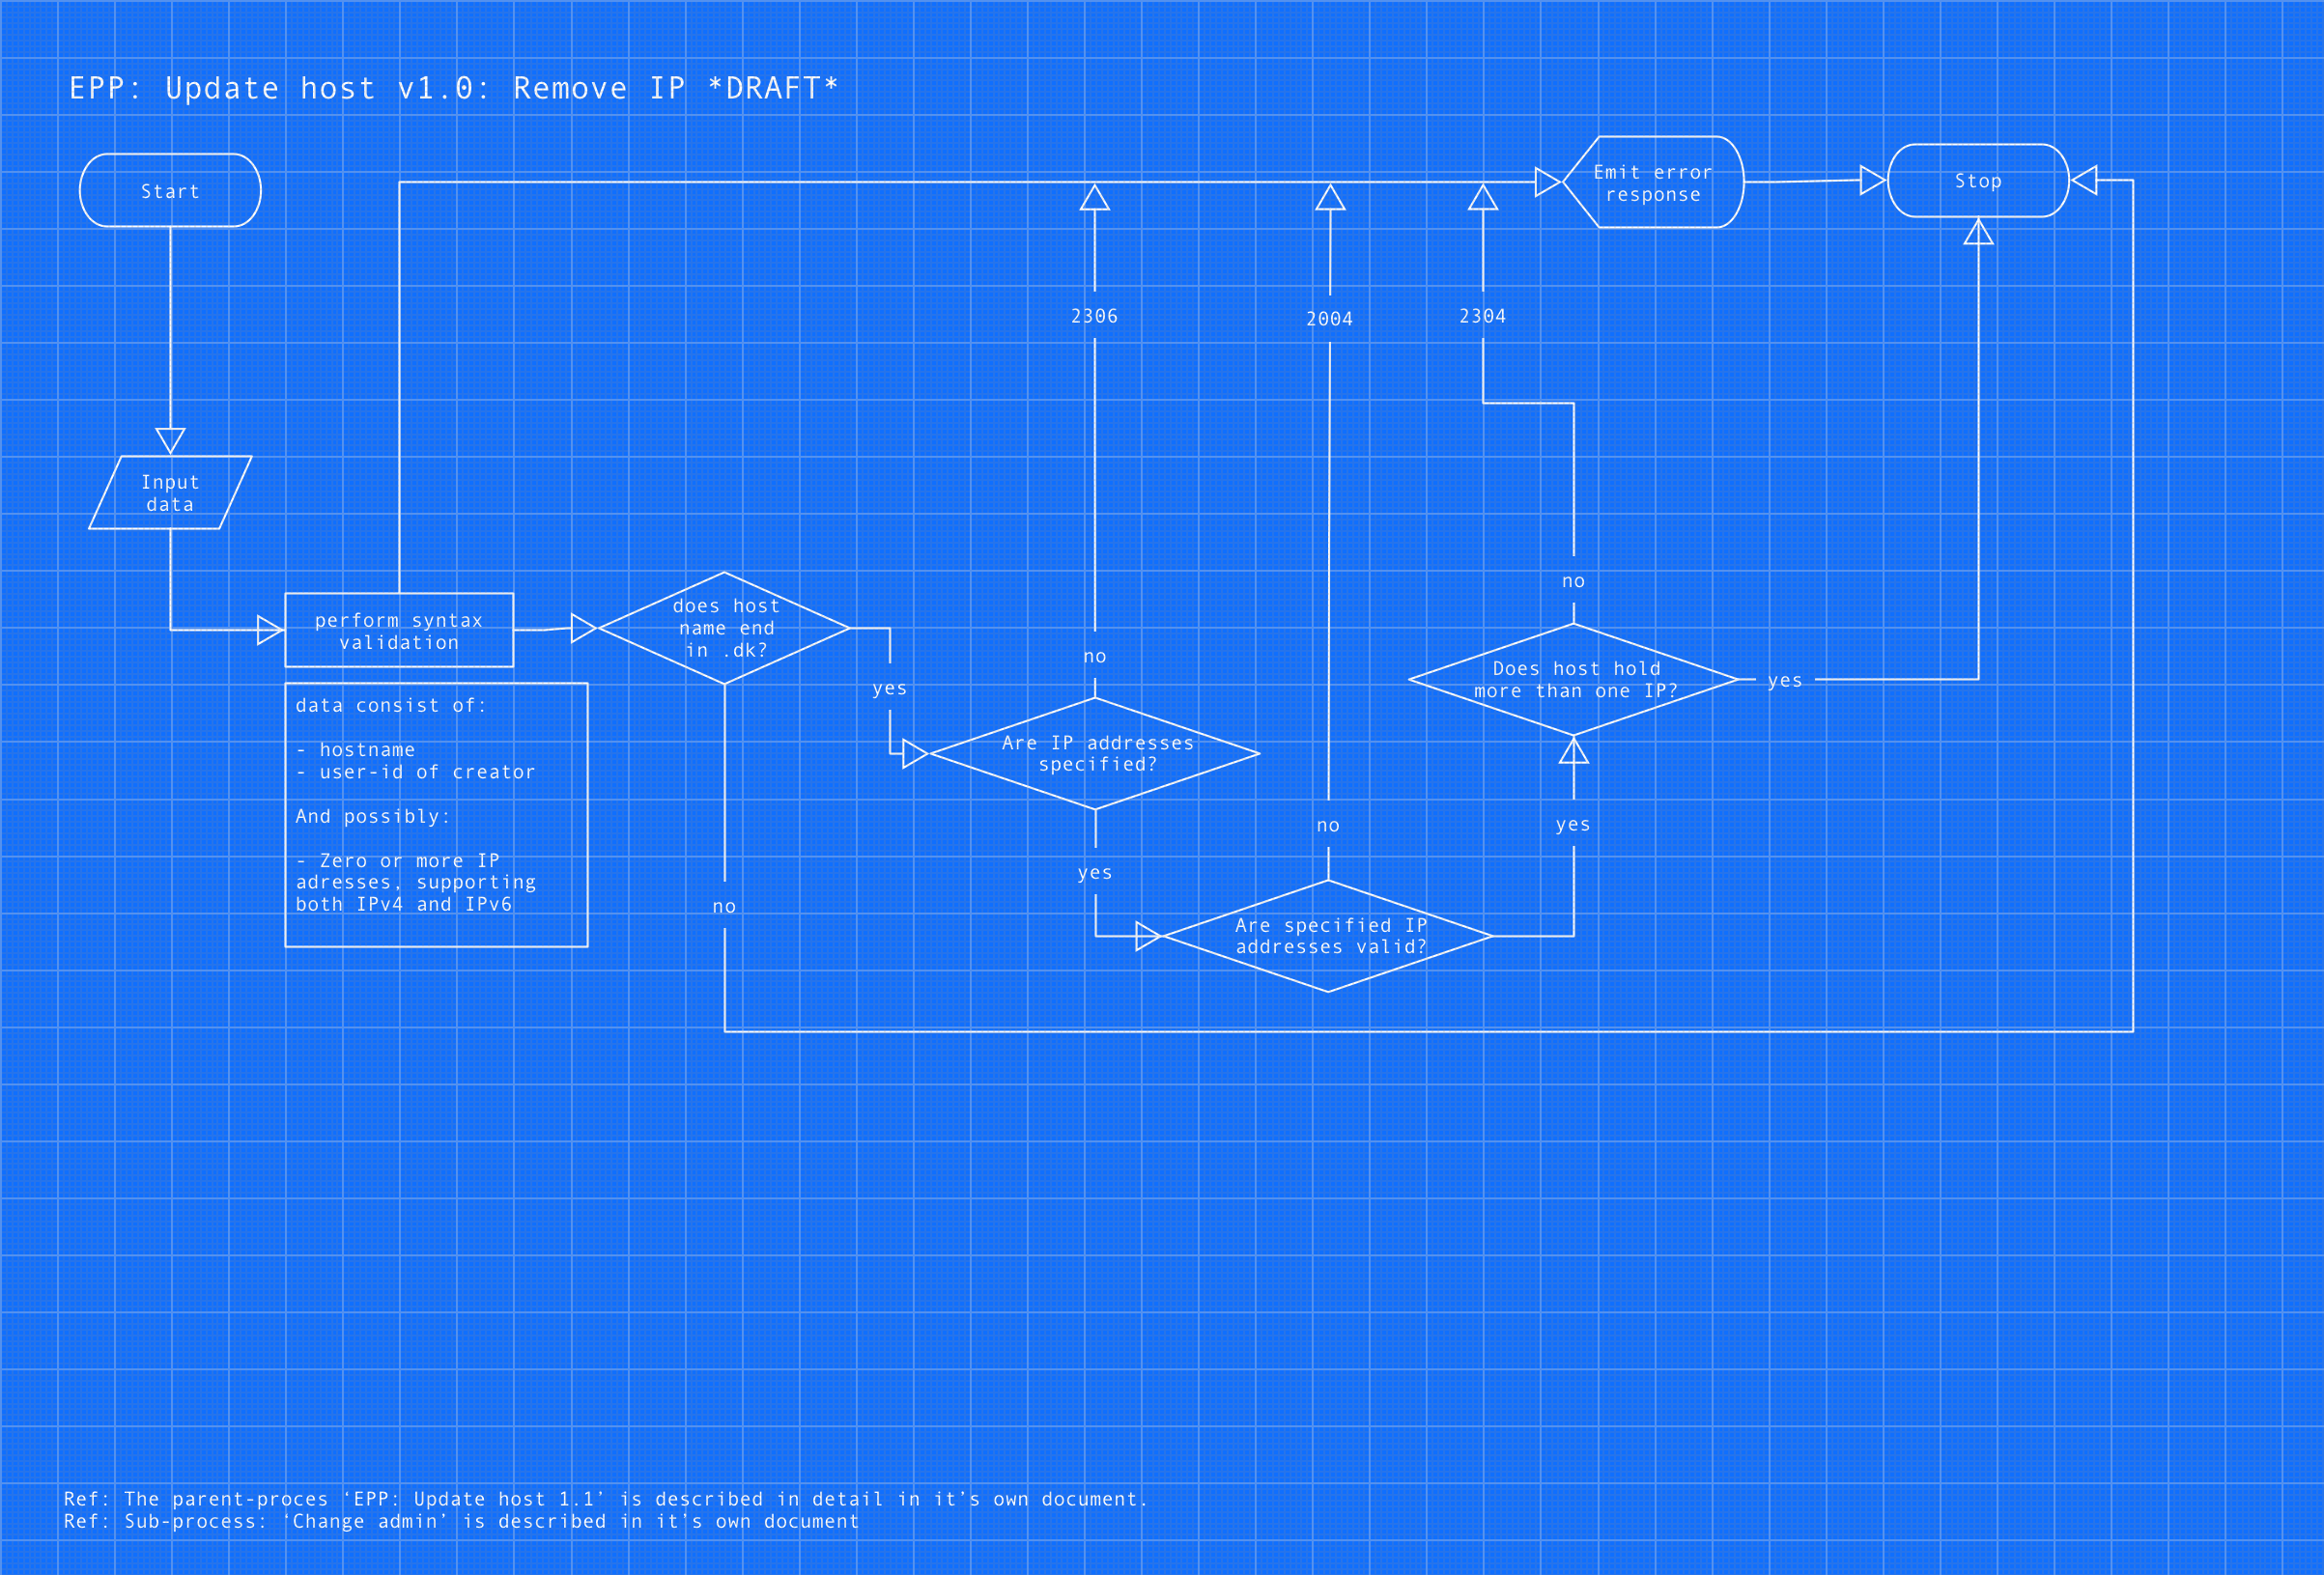 EPP: Update host v1.0: Remove IP *DRAFT*
Start
Emit error
response
Stop
2306
2004
2304
Input
data
no
does host
name end
in .dk?
perform syntax
validation
no
Does host hold
more than one IP?
yes
yes
data consist of:
- hostname
- user-id of creator
And possibly:
- Zero or more IP
adresses, supporting
both IPv4 and IPv6
Are IP addresses
specified?
no
yes
yes
no
Are specified IP
addresses valid?
Ref: The parent-proces ‘EPP: Update host 1.1’ is described in detail in it’s own document.
Ref: Sub-process: ‘Change admin’ is described in it’s own document